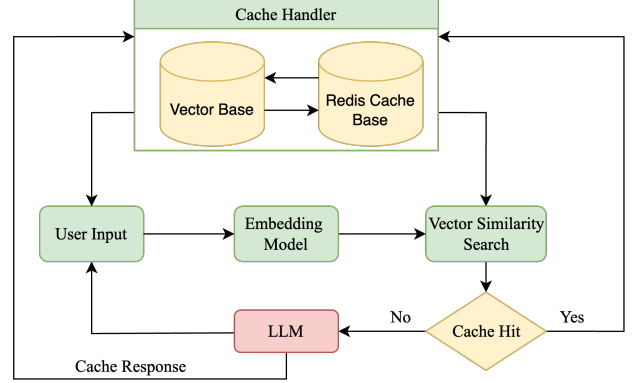 Cache Handler
Vector Base
Redis Cache
Base
User Input
Embedding
Model
Vector Similarity
Search
LLM
No
Cache Hit
Yes
Cache Response